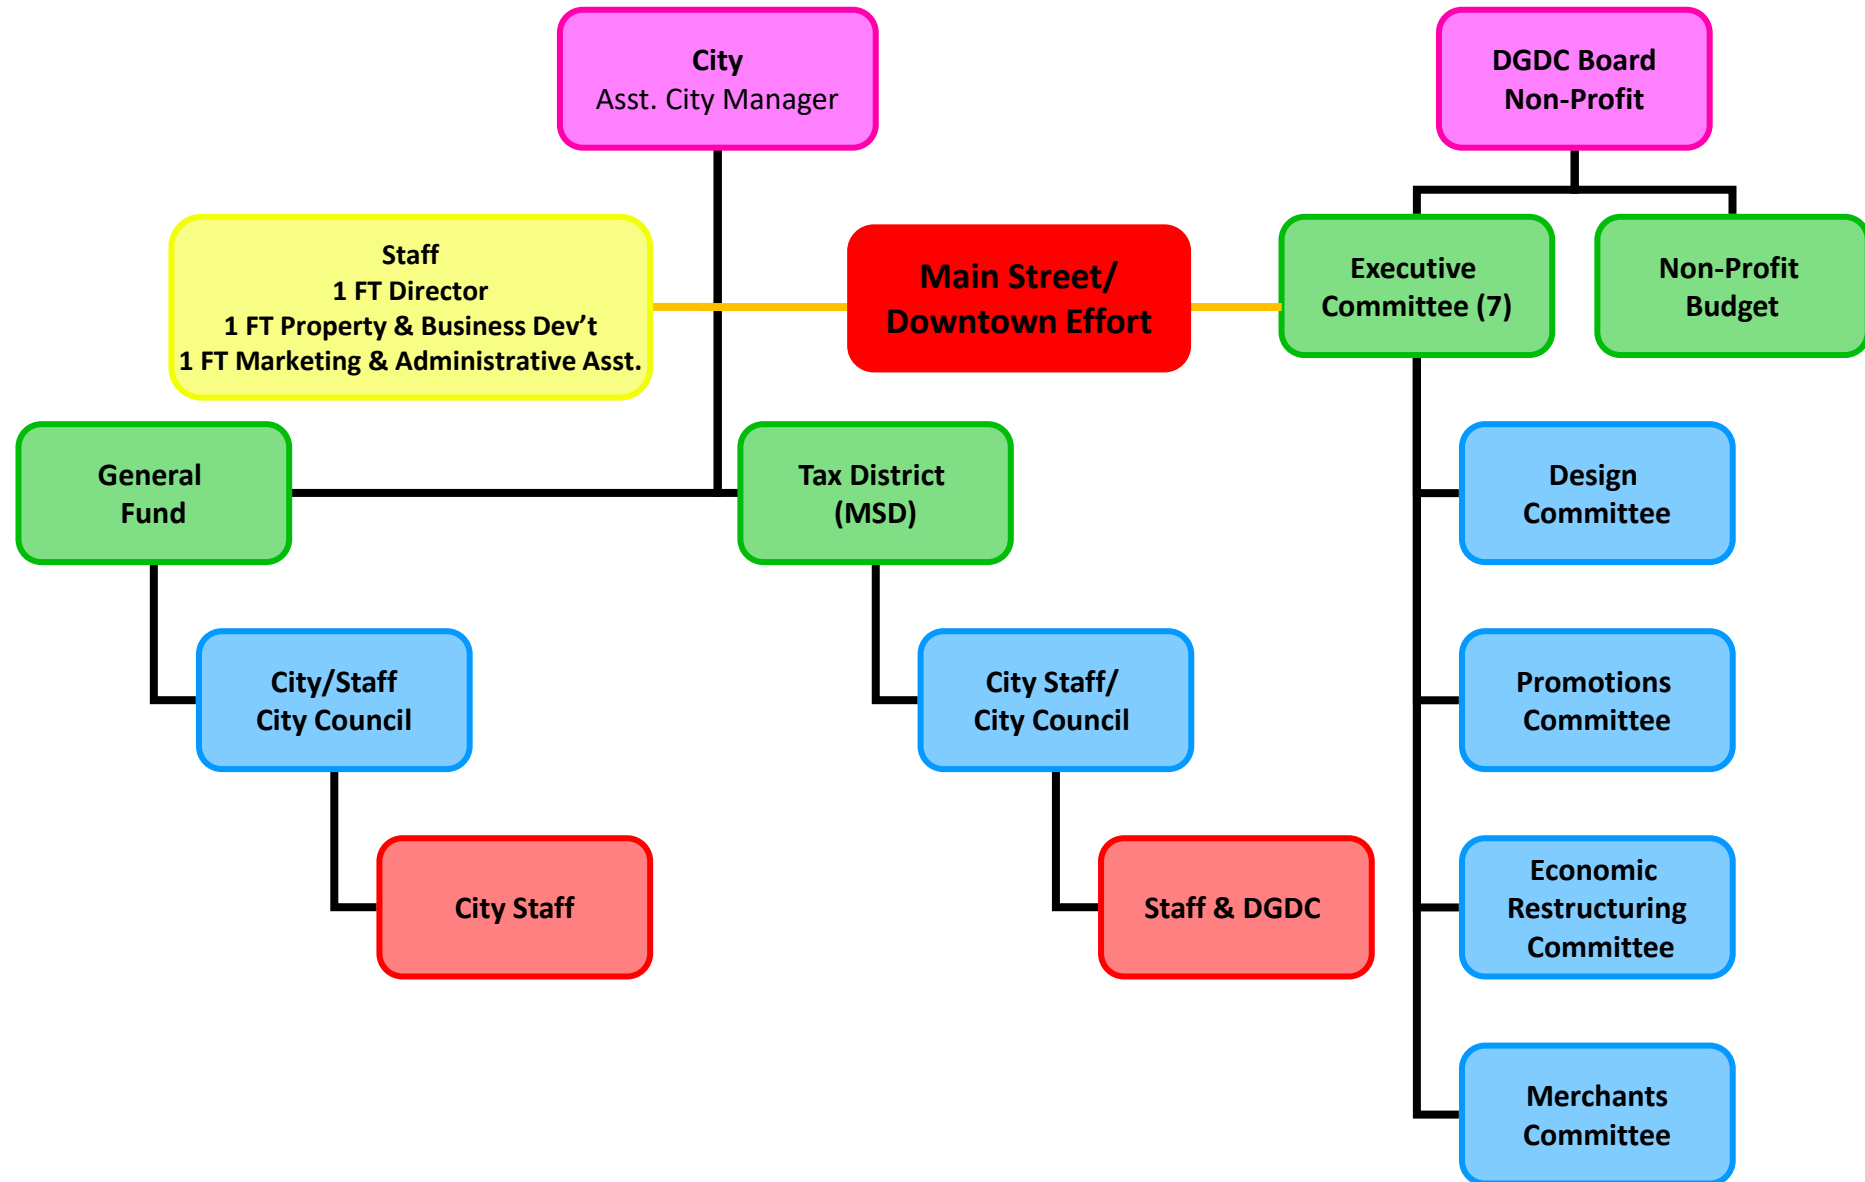 City
Asst. City Manager
DGDC Board
Non-Profit
Staff
1 FT Director
1 FT Property & Business Dev’t
1 FT Marketing & Administrative Asst.
Main Street/
Downtown Effort
Executive
Committee (7)
Non-Profit
Budget
General
Fund
Tax District
(MSD)
Design
Committee
City/Staff
City Council
City Staff/
City Council
Promotions
Committee
City Staff
Staff & DGDC
Economic
Restructuring
Committee
Merchants
Committee